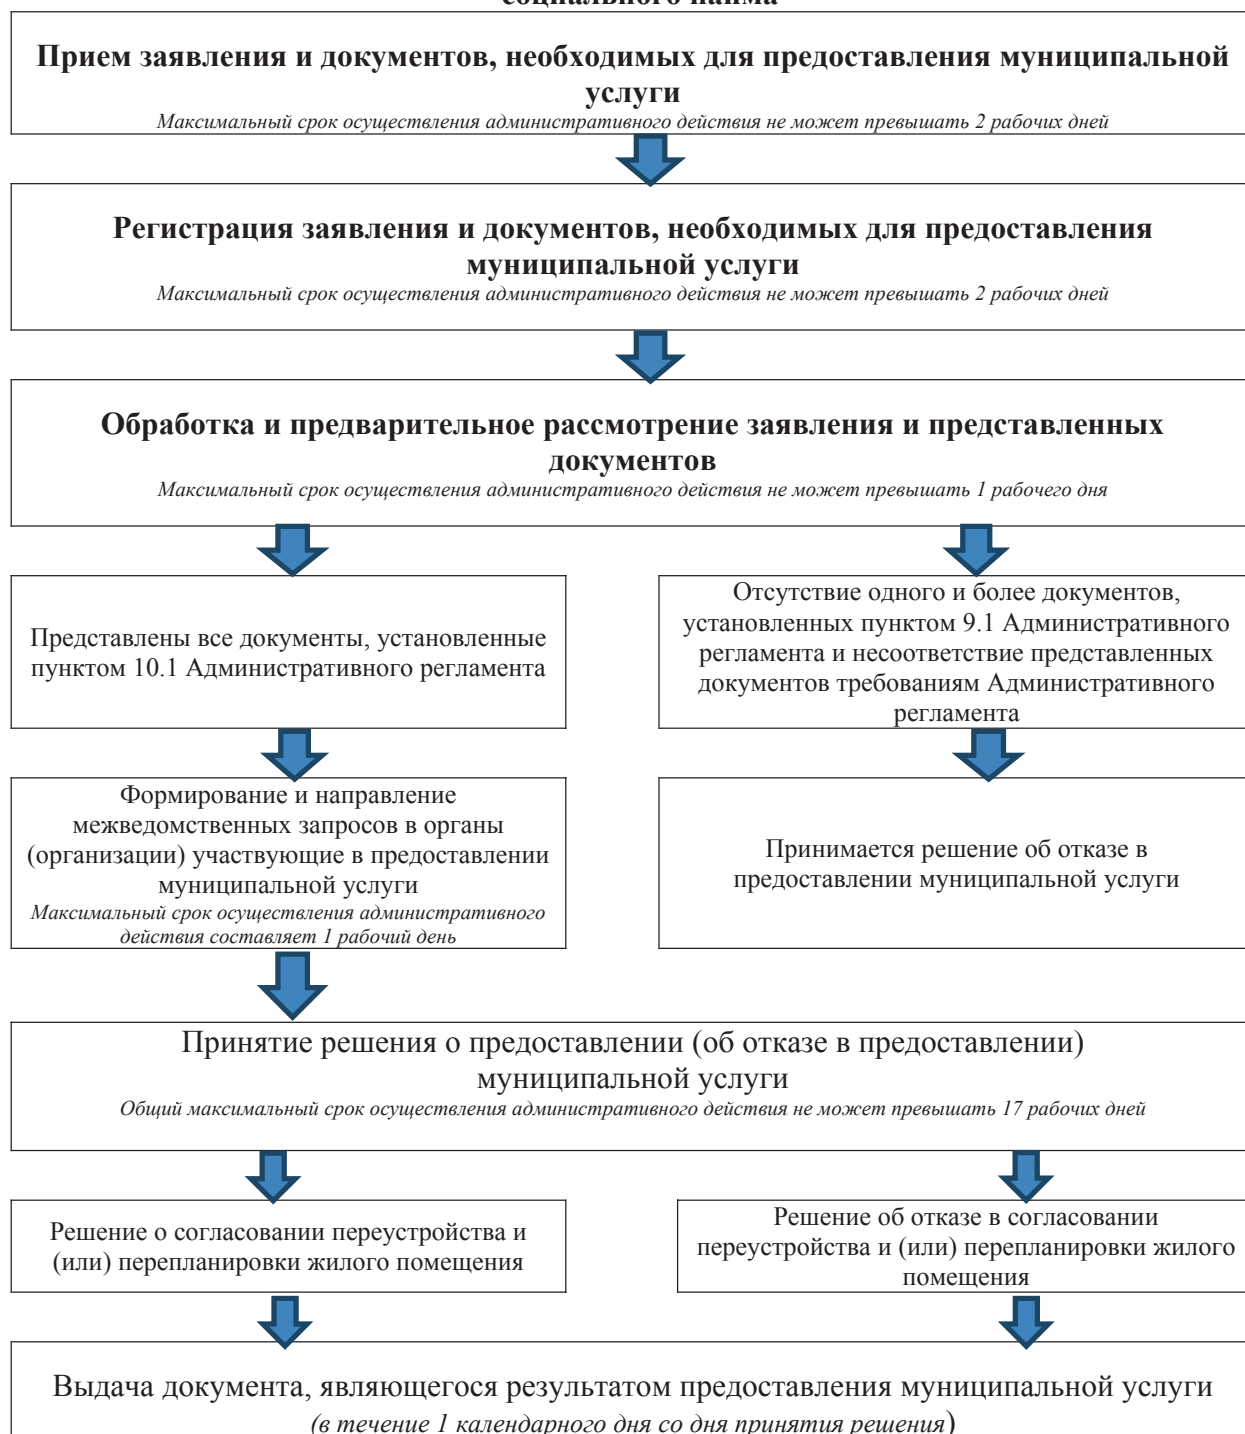 социального найма
Прием заявления и документов, необходимых для предоставления муниципальной
услуги
Максимальный срок осуществления административного действия не может превышать 2 рабочих дней
Регистрация заявления и документов, необходимых для предоставления
муниципальной услуги
Максимальный срок осуществления административного действия не может превышать 2 рабочих дней
Обработка и предварительное рассмотрение заявления и представленных
документов
Максимальный срок осуществления административного действия не может превышать 1 рабочего дня
Представлены все документы, установленные
пунктом 10.1 Административного регламента
Отсутствие одного и более документов,
установленных пунктом 9.1 Административного
регламента и несоответствие представленных
документов требованиям Административного
регламента
Формирование и направление
межведомственных запросов в органы
(организации) участвующие в предоставлении
муниципальной услуги
Максимальный срок осуществления административного
действия составляет 1 рабочий день
Принимается решение об отказе в
предоставлении муниципальной услуги
Принятие решения о предоставлении (об отказе в предоставлении)
муниципальной услуги
Общий максимальный срок осуществления административного действия не может превышать 17 рабочих дней
Решение о согласовании переустройства и
(или) перепланировки жилого помещения
Решение об отказе в согласовании
переустройства и (или) перепланировки жилого
помещения
Выдача документа, являющегося результатом предоставления муниципальной услуги
(в течение 1 календарного дня со дня принятия решения)